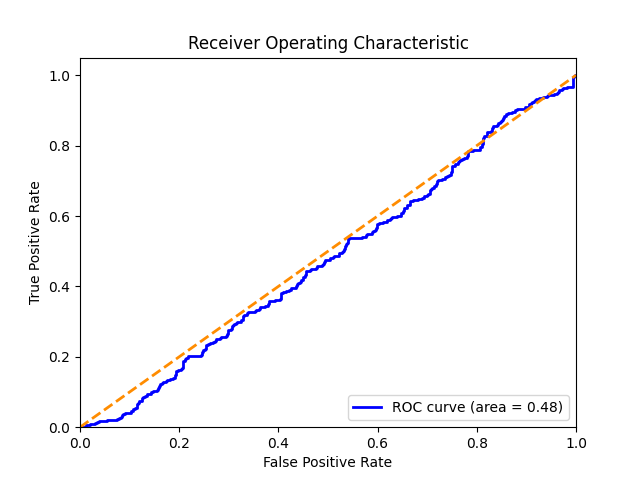 Receiver Operating Characteristic
1.0
0.8
0.6
0.4
0.2
0.0
True Positive Rate
ROC curve (area = 0.48)
0.0 0.2 0.4 0.6 0.8 1.0
False Positive Rate